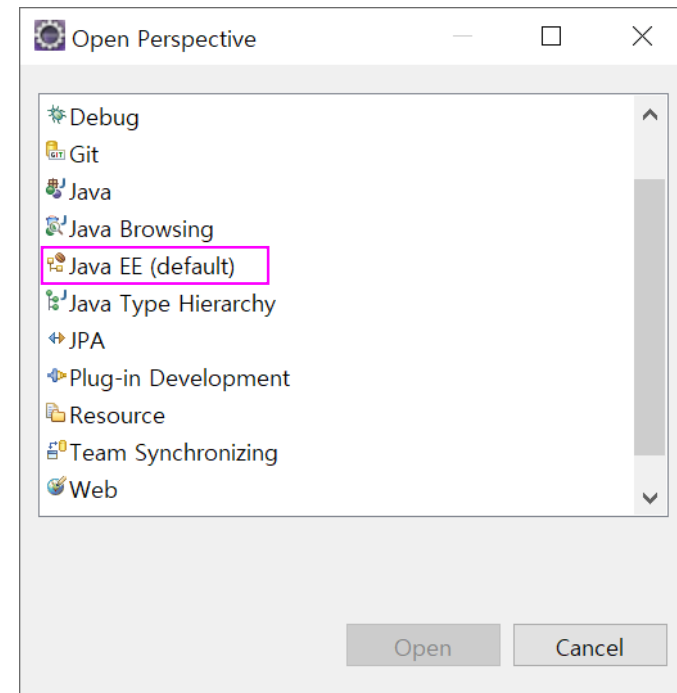 Open Perspective
Debug
GIT Git
Java
Java Browsing
Java EE (default)
Java Type Hierarchy
JPA
Plug-in Development
Resource
Team Synchronizing
Web
Open Cancel